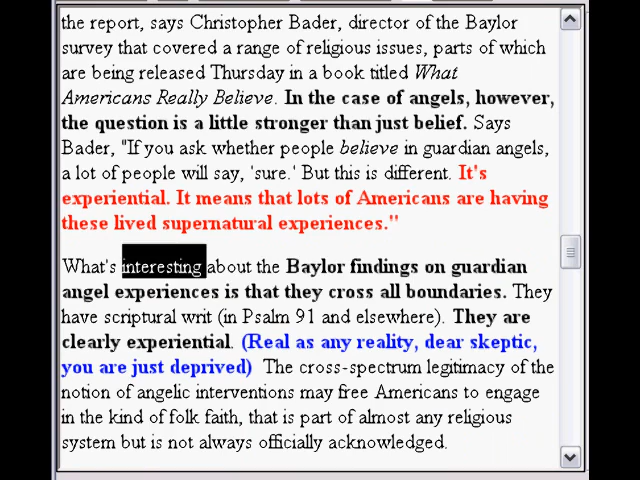 the report, says Christopher Bader, director of the Baylor
survey that covered a range of religious issues, parts of which
are being released Thursday in a book titled What
Americans Really Believe. In the case of angels, however,
the question is a little stronger than just belief. Says
Bader, "If you ask whether people believe in guardian angels,
a lot of people will say, 'sure.' But this is different. It's
experiential. It means that lots of Americans are having
these lived supernatural experiences."
What's interesting about the Baylor findings on guardian
angel experiences is that they cross all boundaries. They
have scriptural writ (in Psalm 91 and elsewhere). They are
clearly experiential. (Real as any reality, dear skeptic,
you are just deprived) The cross-spectrum legitimacy of the
notion of angelic interventions may free Americans to engage
in the kind of folk faith, that is part of almost any religious
system but is not always officially acknowledged.